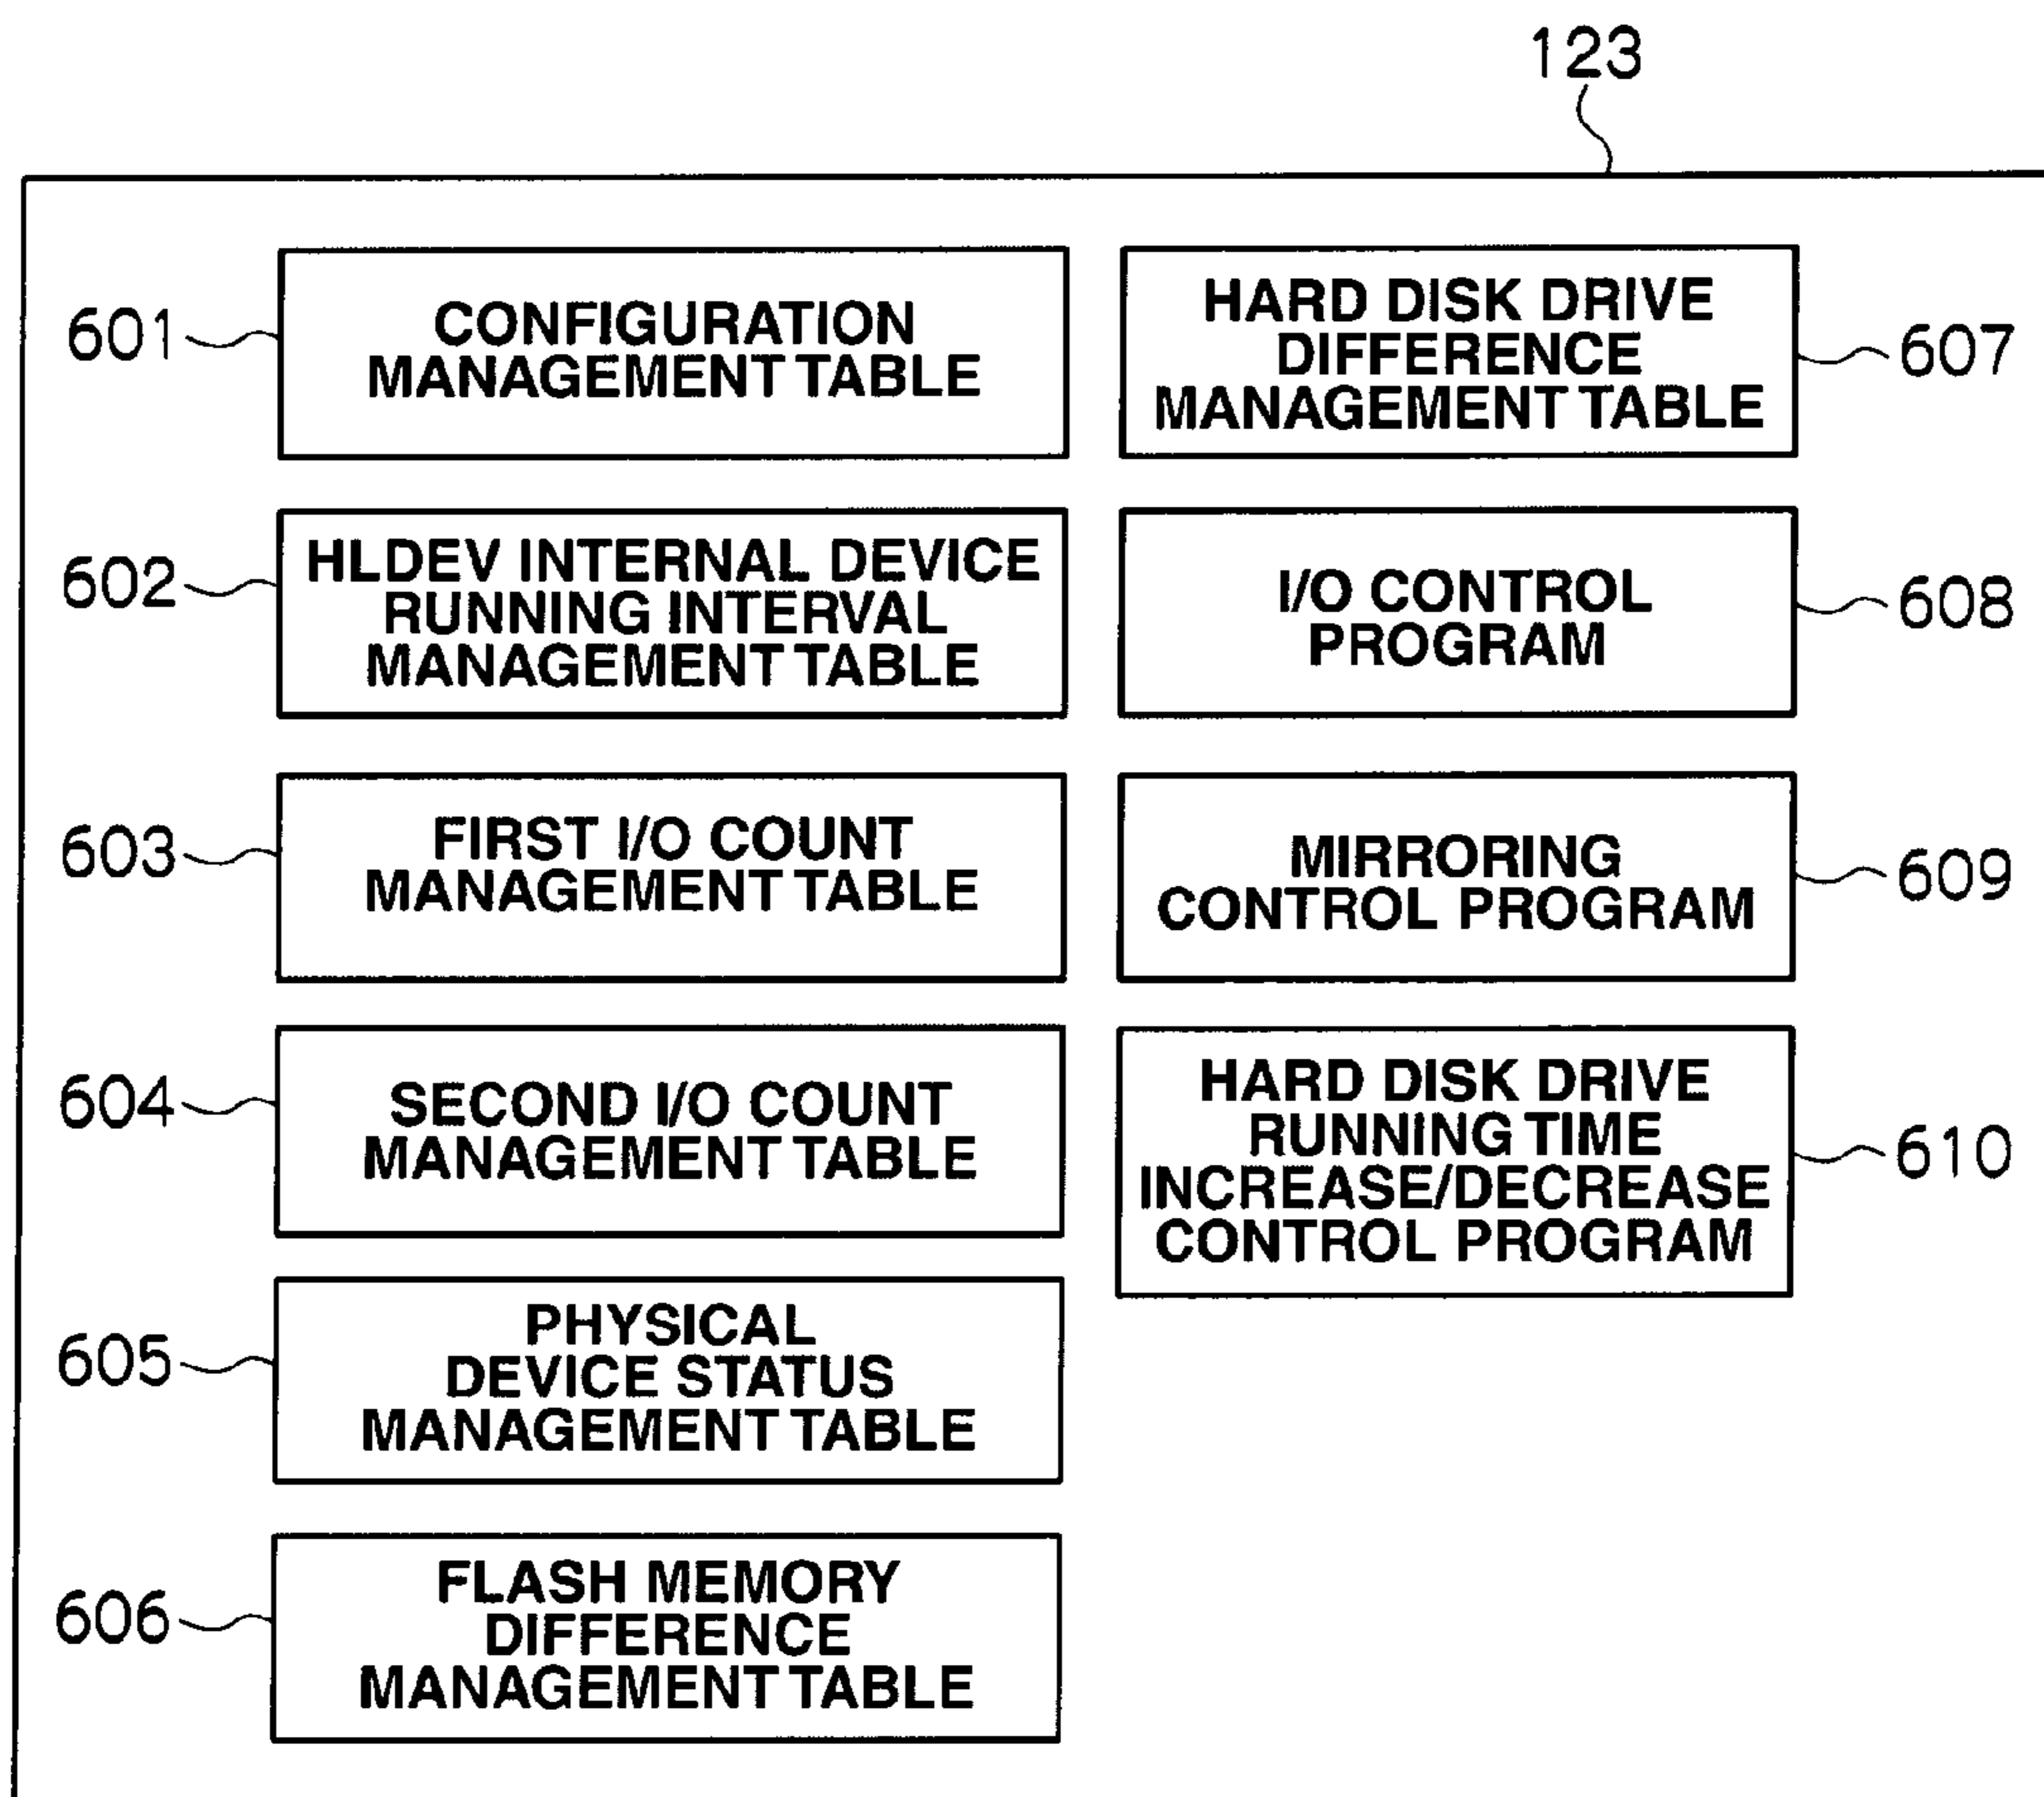 123
601
CONFIGURATION
MANAGEMENT TABLE
602
HLDEV INTERNAL DEVICE
RUNNING INTERVAL
MANAGEMENT TABLE
603
FIRST I/O COUNT
MANAGEMENT TABLE
604
SECOND I/O COUNT
MANAGEMENT TABLE
605
PHYSICAL
DEVICE STATUS
MANAGEMENT TABLE
606
FLASH MEMORY
DIFFERENCE
MANAGEMENT TABLE
HARD DISK DRIVE
DIFFERENCE
MANAGEMENT TABLE
607
I/O CONTROL
PROGRAM
608
MIRRORING
CONTROL PROGRAM
609
HARD DISK DRIVE
RUNNING TIME
INCREASE/DECREASE
CONTROL PROGRAM
610